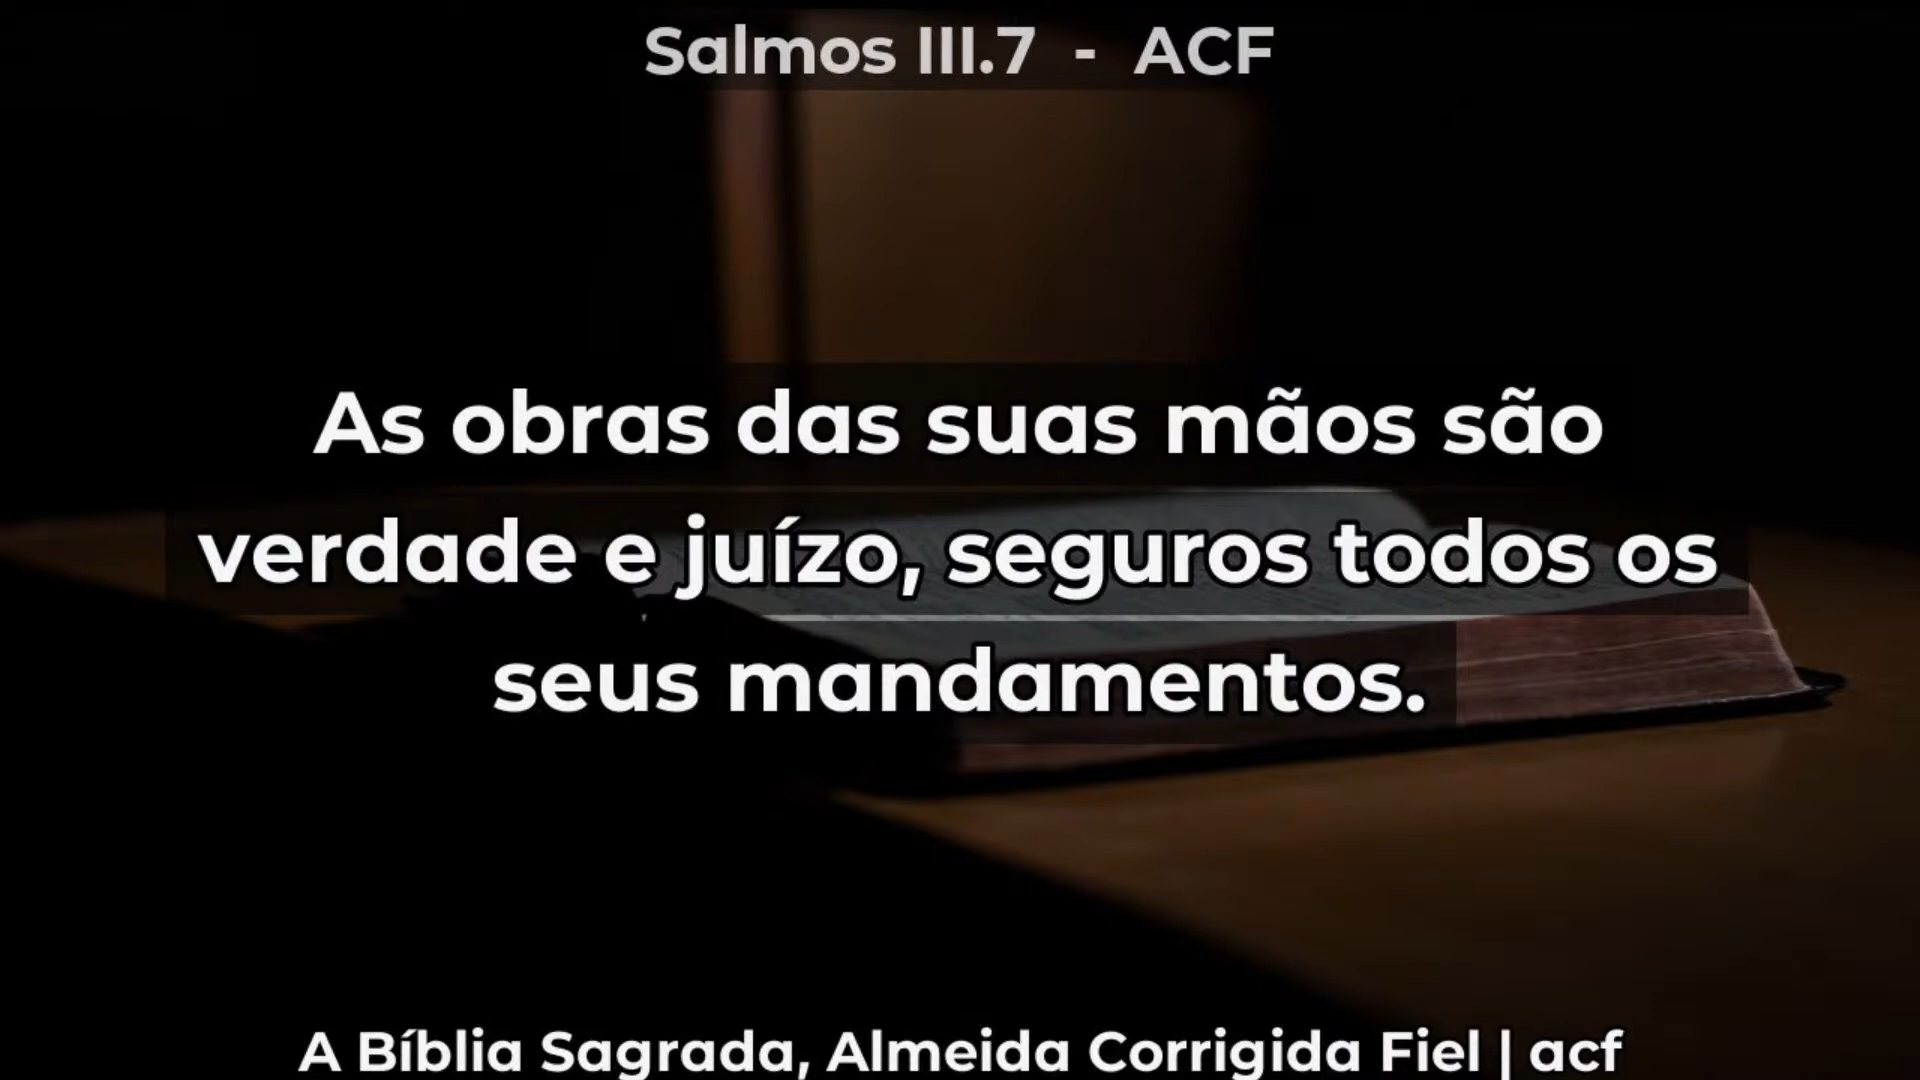 Salmos III.7 - ACF
As obras das suas mãos são
verdade e juízo, seguros todos os
seus mandamentos.
A Bíblia Sagrada, Almeida Corrigida Fiel | acf